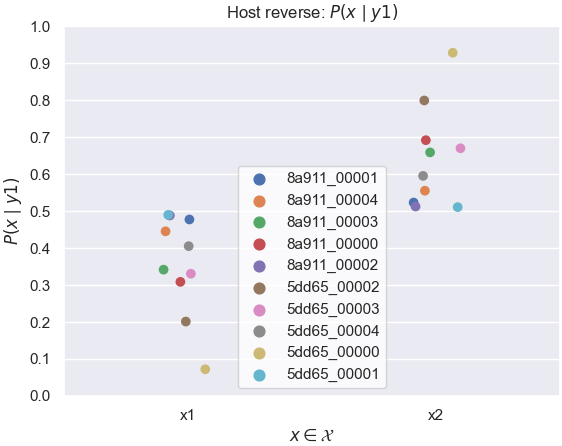 Host reverse: P(x | y1)
1.0
0.9
0.8
0.7
0.6
0.5
0.4
0.3
0.2
0.1
0.0
P(x | y1)
8a911_00001
8a911_00004
8a911_00003
8a911_00000
8a911_00002
5dd65_00002
5dd65_00003
5dd65_00004
5dd65_00000
5dd65_00001
x1 x2
x ∈ 𝒳